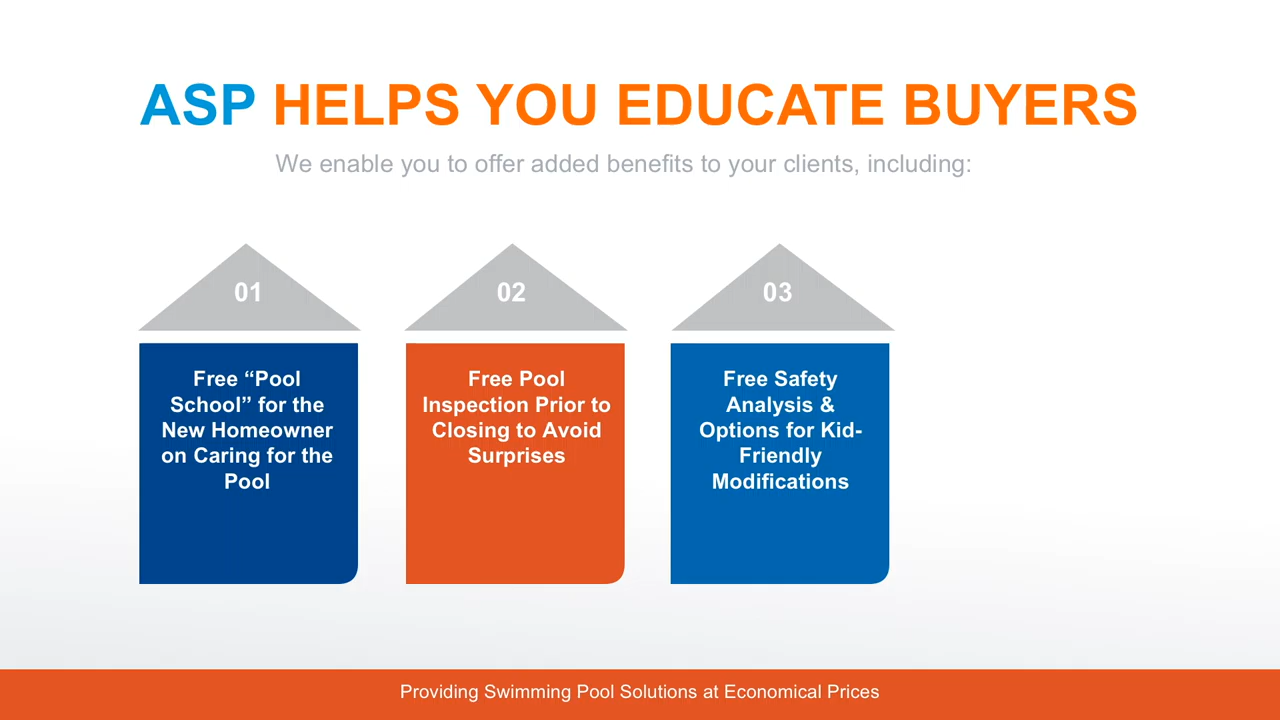 ASP HELPS YOU EDUCATE BUYERS
We enable you to offer added benefits to your clients, including:
01
Free “Pool
School” for the
New Homeowner
on Caring for the
Pool
02
Free Pool
Inspection Prior to
Closing to Avoid
Surprises
03
Free Safety
Analysis &
Options for Kid-
Friendly
Modifications
Providing Swimming Pool Solutions at Economical Prices